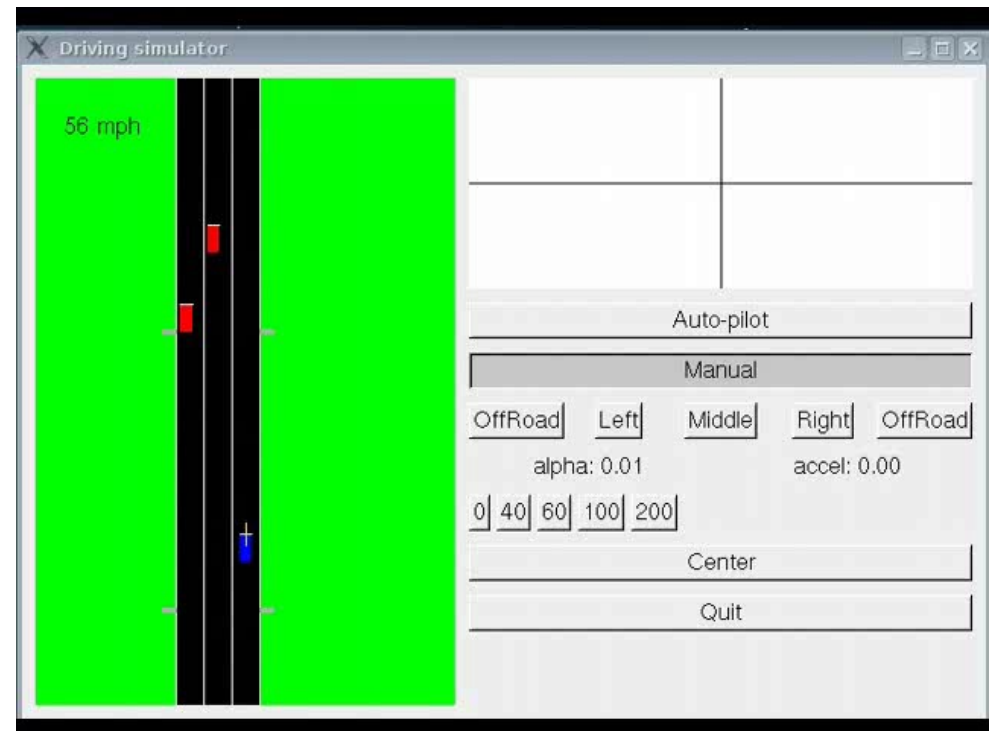 Driving simulator
56 mph
Auto-pilot
Manual
OffRoad Left Middle Right OffRoad
alpha: 0.01 accel: 0.00
0 40 60 100 200
Center
Quit